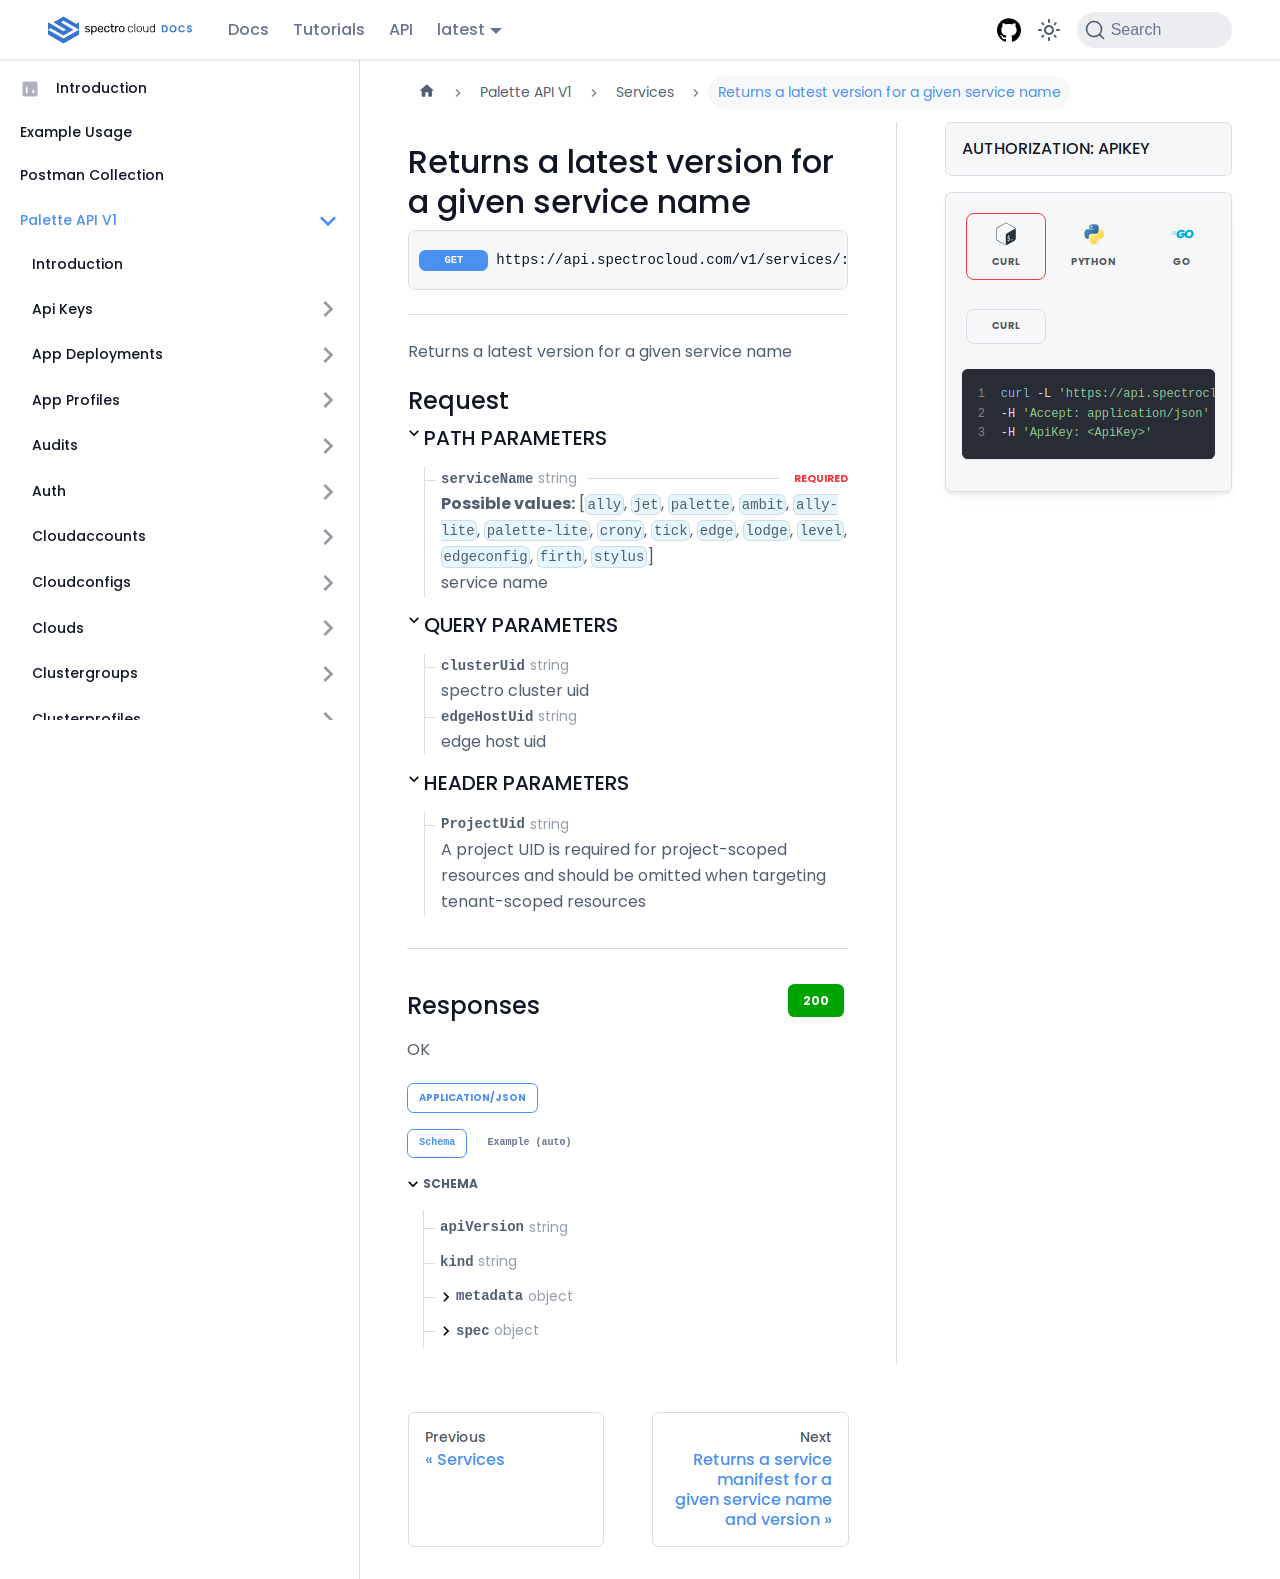 spectro cloud DOCS Docs Tutorials API latest Search
Introduction
Example Usage
Postman Collection
Palette API V1
Introduction
Api Keys
App Deployments
App Profiles
Audits
Auth
Cloudaccounts
Cloudconfigs
Clouds
Clustergroups
Clusterprofiles
Palette API V1 Services Returns a latest version for a given service name
Returns a latest version for
a given service name
GET https://api.spectrocloud.com/v1/services/:
Returns a latest version for a given service name
Request
PATH PARAMETERS
serviceName string REQUIRED
Possible values: [ally, jet, palette, ambit, ally-
lite, palette-lite, crony, tick, edge, lodge, level,
edgeconfig, firth, stylus]
service name
QUERY PARAMETERS
clusterUid string
spectro cluster uid
edgeHostUid string
edge host uid
HEADER PARAMETERS
ProjectUid string
A project UID is required for project-scoped
resources and should be omitted when targeting
tenant-scoped resources
Responses 200
OK
APPLICATION/JSON
Schema Example (auto)
SCHEMA
apiVersion string
kind string
metadata object
spec object
Previous
« Services
Next
Returns a service
manifest for a
given service name
and version »
AUTHORIZATION: APIKEY
CURL PYTHON GO
CURL
1 curl -L 'https://api.spectrocl
2 -H 'Accept: application/json'
3 -H 'ApiKey: <ApiKey>'